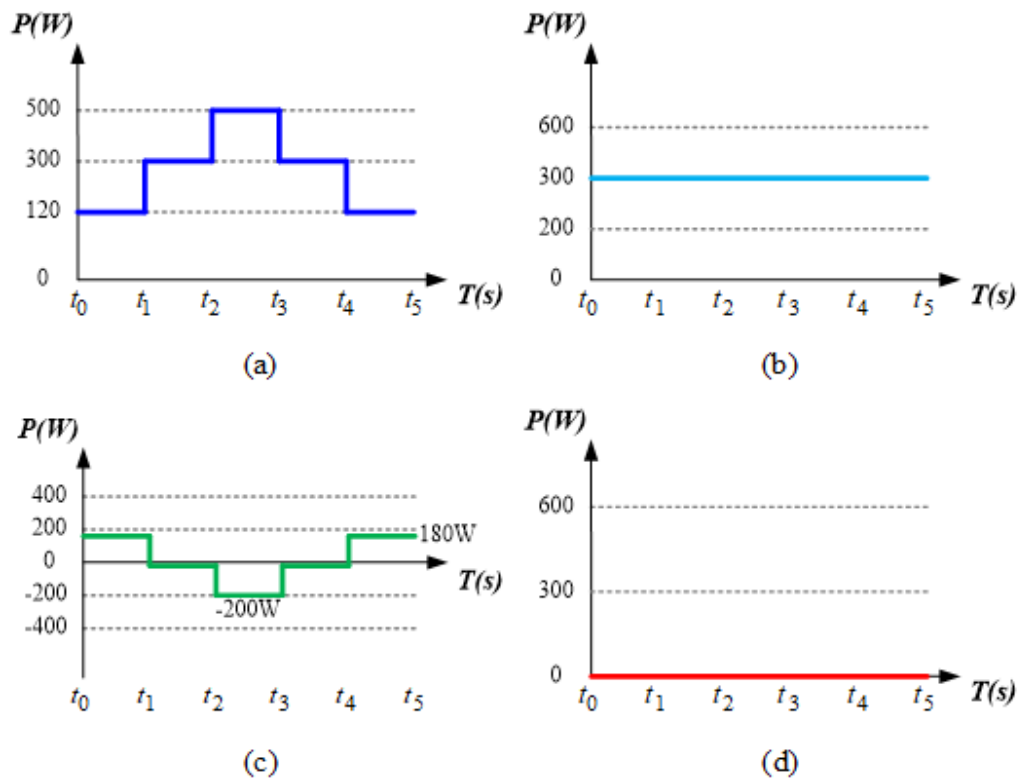 P(W)
500
300
120
0
t0 t1 t2 t3 t4 t5 T(s)
(a)
P(W)
600
300
200
0
t0 t1 t2 t3 t4 t5 T(s)
(b)
P(W)
400
200
0
-200
-400
180W
T(s)
-200W
t0 t1 t2 t3 t4 t5
(c)
P(W)
600
300
0
t0 t1 t2 t3 t4 t5 T(s)
(d)